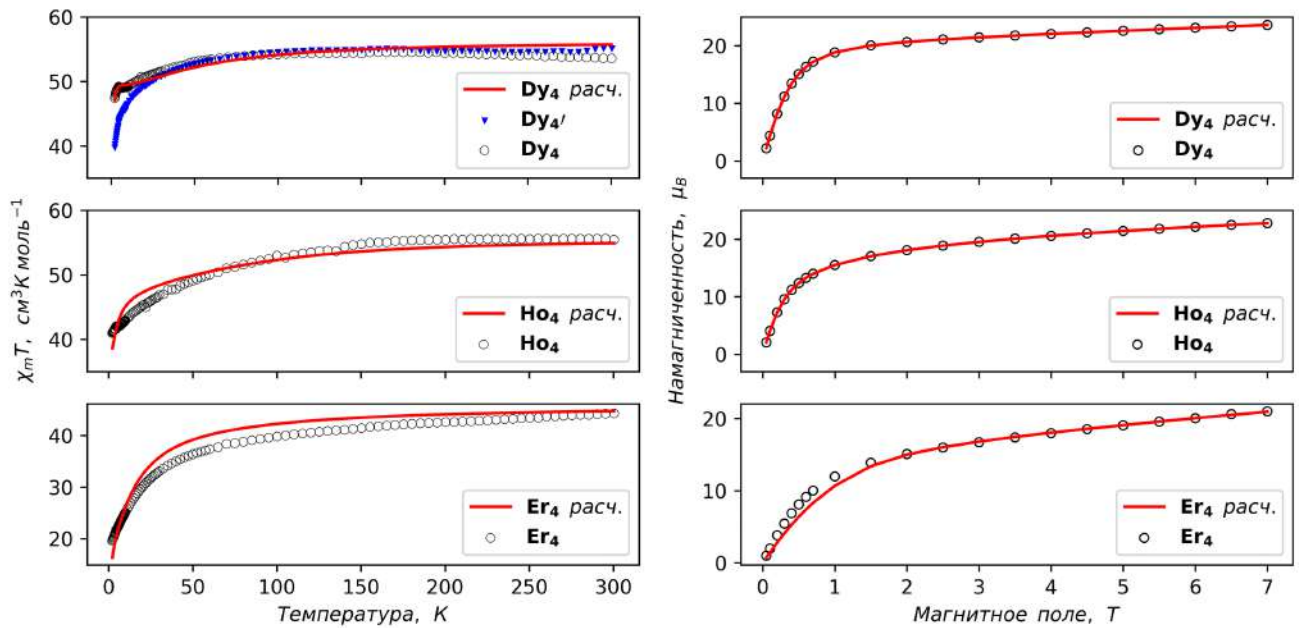 60
50
40
Dy₄ расч.
Dy₄′
Dy₄
60
50
40
χₘT, см³К моль⁻¹
Ho₄ расч.
Ho₄
40
30
20
Er₄ расч.
Er₄
0 50 100 150 200 250 300
Температура, К
20
10
0
Dy₄ расч.
Dy₄
20
10
0
Намагниченность, μ_B
Ho₄ расч.
Ho₄
20
10
0
Er₄ расч.
Er₄
0 1 2 3 4 5 6 7
Магнитное поле, Т